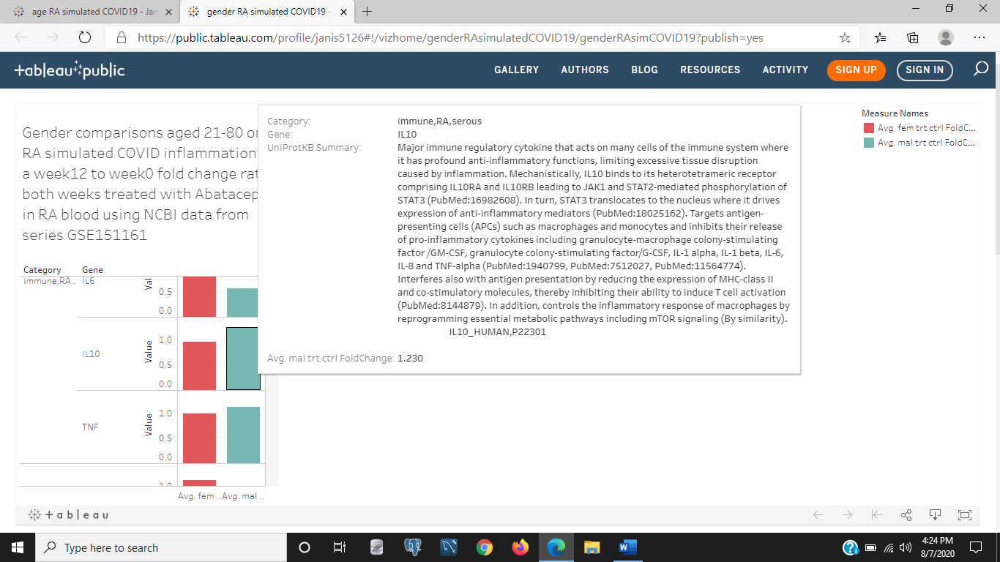 age RA simulated COVID19 - Jan
gender RA simulated COVID19 -
https://public.tableau.com/profile/janis5126#!/vizhome/genderRAsimulatedCOVID19/genderRAsimCOVID19?publish=yes
+ableau public
GALLERY AUTHORS BLOG RESOURCES ACTIVITY SIGN UP SIGN IN
Gender comparisons aged 21-80 on
RA simulated COVID inflammation
a week12 to week0 fold change rat
both weeks treated with Abatacep
in RA blood using NCBI data from
series GSE151161
Category: immune,RA,serous
Gene: IL10
UniProtKB Summary: Major immune regulatory cytokine that acts on many cells of the immune system where
it has profound anti-inflammatory functions, limiting excessive tissue disruption
caused by inflammation. Mechanistically, IL10 binds to its heterotetrameric receptor
comprising IL10RA and IL10RB leading to JAK1 and STAT2-mediated phosphorylation of
STAT3 (PubMed:16982608). In turn, STAT3 translocates to the nucleus where it drives
expression of anti-inflammatory mediators (PubMed:18025162). Targets antigen-
presenting cells (APCs) such as macrophages and monocytes and inhibits their release
of pro-inflammatory cytokines including granulocyte-macrophage colony-stimulating
factor /GM-CSF, granulocyte colony-stimulating factor/G-CSF, IL-1 alpha, IL-1 beta, IL-6,
IL-8 and TNF-alpha (PubMed:1940799, PubMed:7512027, PubMed:11564774).
Interferes also with antigen presentation by reducing the expression of MHC-class II
and co-stimulatory molecules, thereby inhibiting their ability to induce T cell activation
(PubMed:8144879). In addition, controls the inflammatory response of macrophages by
reprogramming essential metabolic pathways including mTOR signaling (By similarity).
IL10_HUMAN,P22301
Avg. mal trt ctrl FoldChange: 1.230
Measure Names
Avg. fem trt ctrl FoldC...
Avg. mal trt ctrl FoldC...
Category Gene
immune,RA.. IL6
Val
0.5
0.0
IL10
Value
1.0
0.5
0.0
TNF
Value
1.0
0.5
0.0
1.0
Avg. fem .. Avg. mal ..
+ableau
Type here to search
4:24 PM
8/7/2020